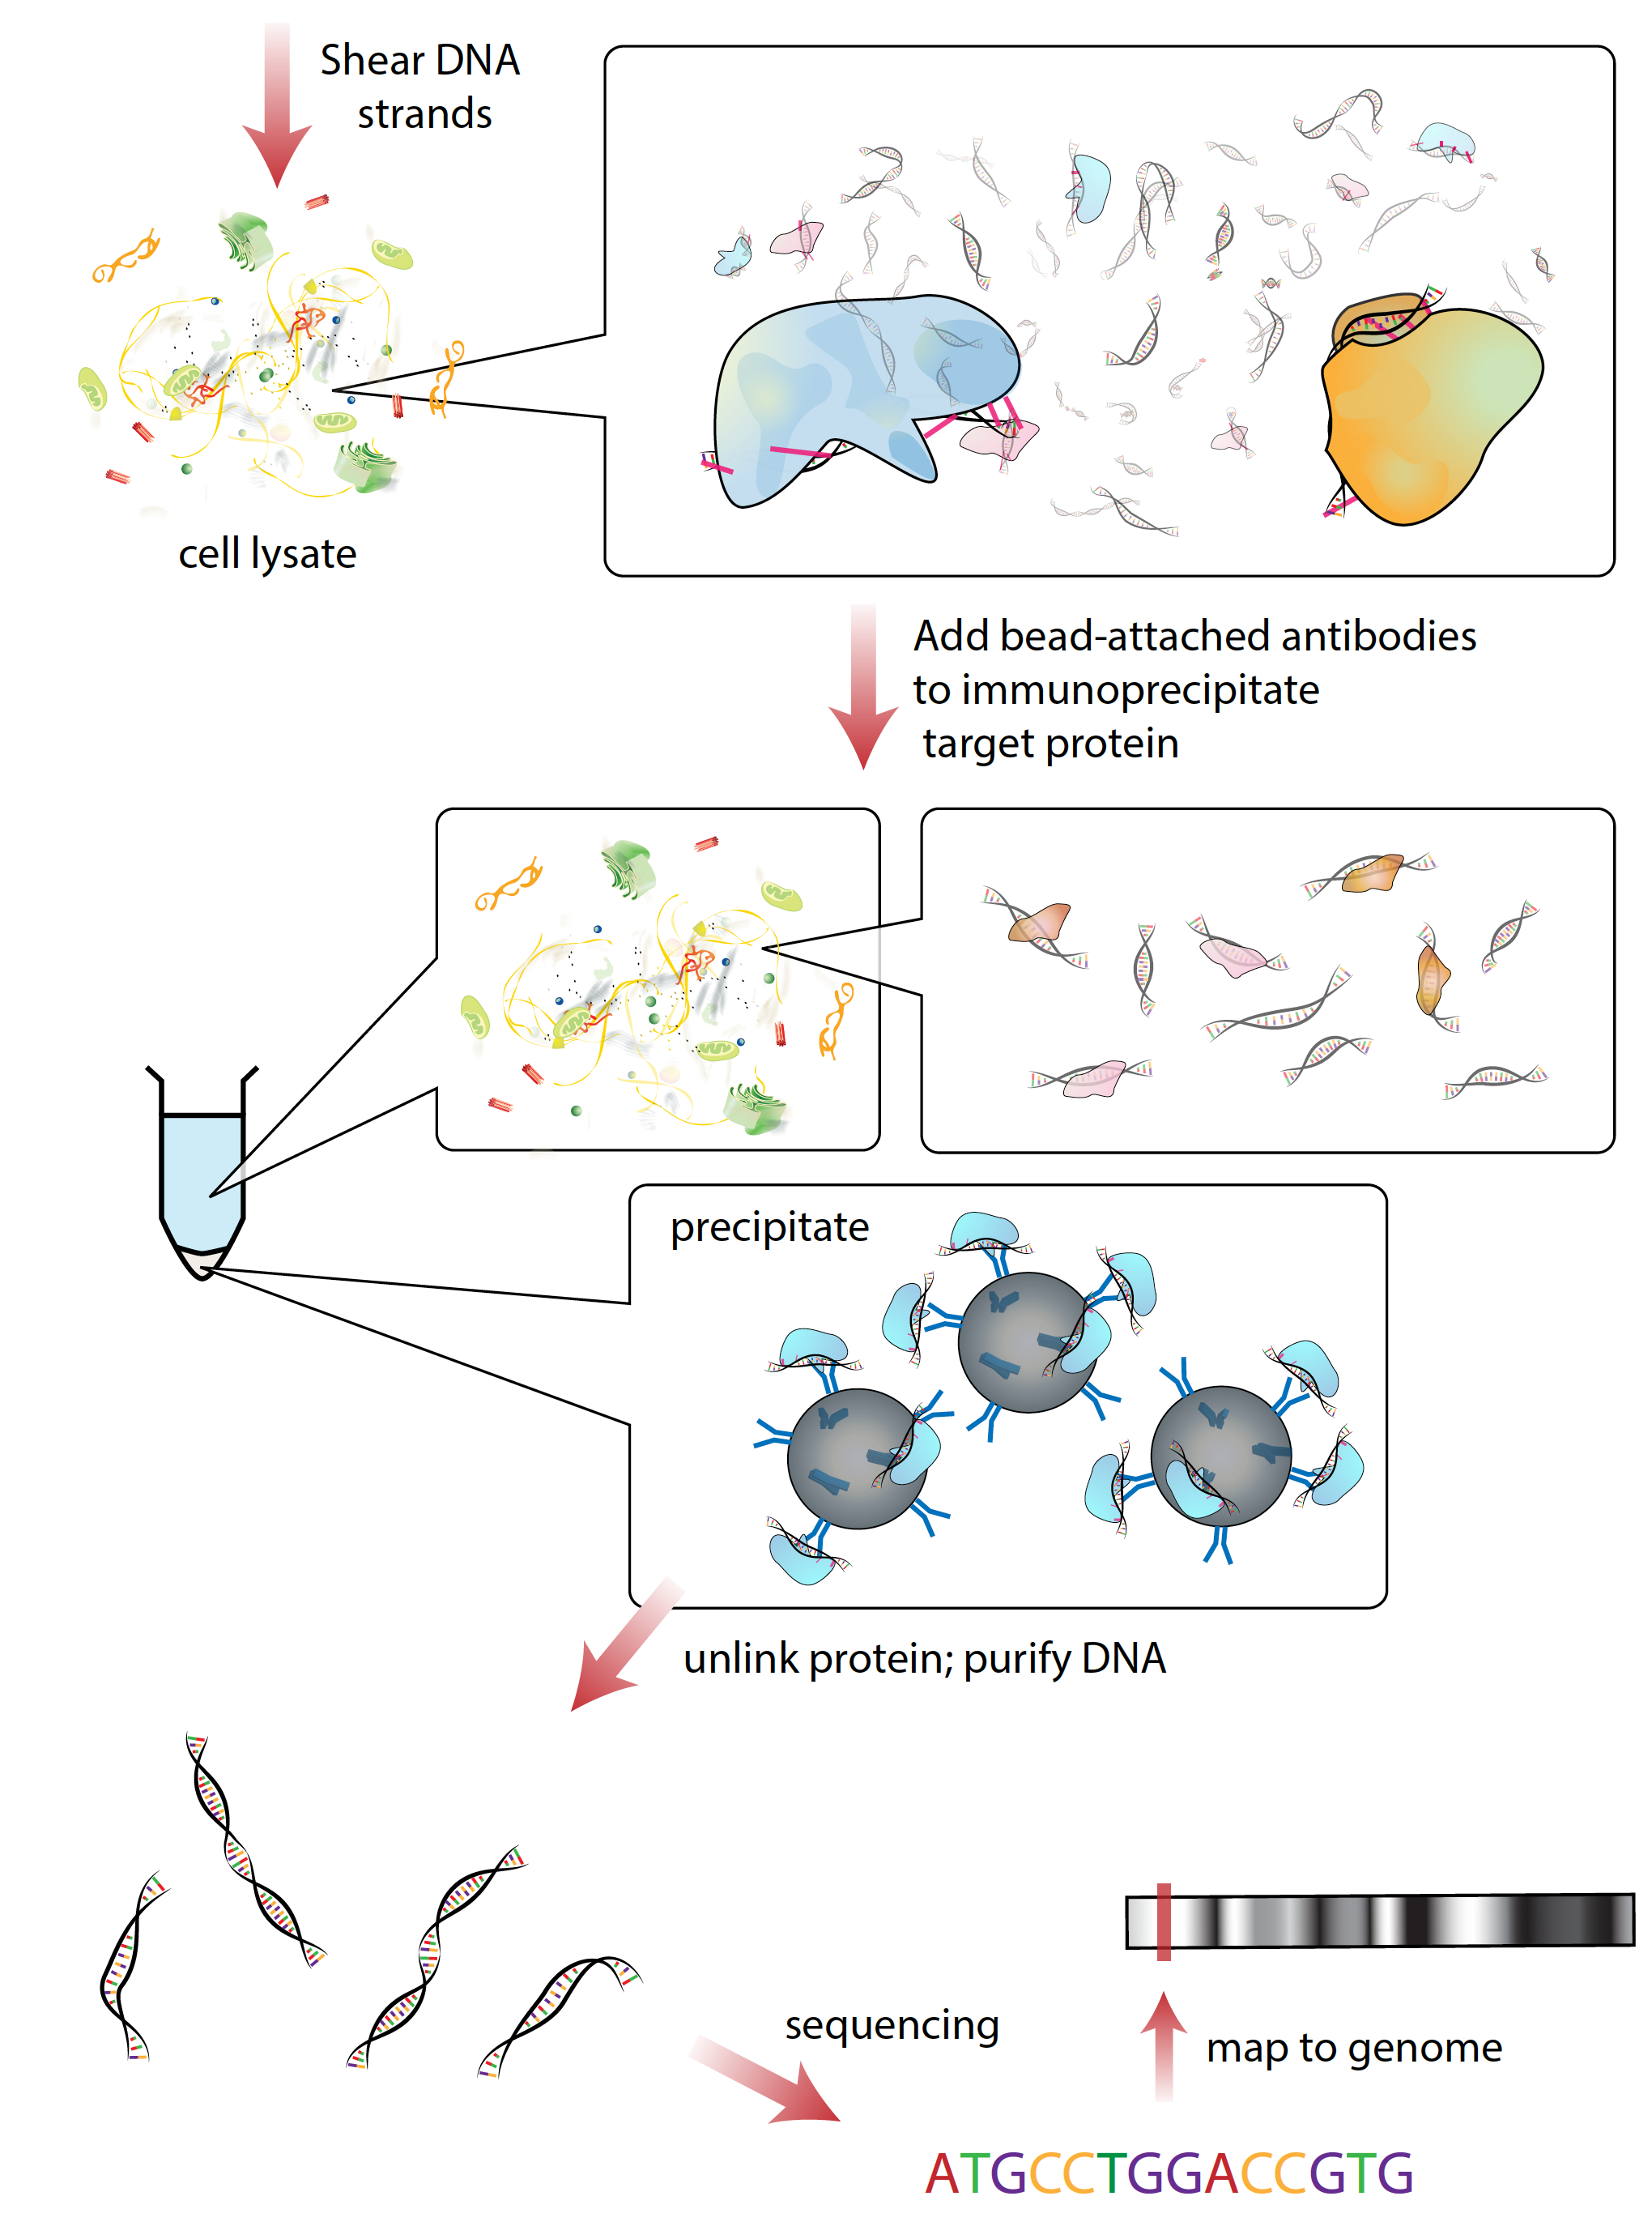 Shear DNA
strands
cell lysate
Add bead-attached antibodies
to immunoprecipitate
target protein
precipitate
unlink protein; purify DNA
sequencing
map to genome
ATGCCTGGACCGTG